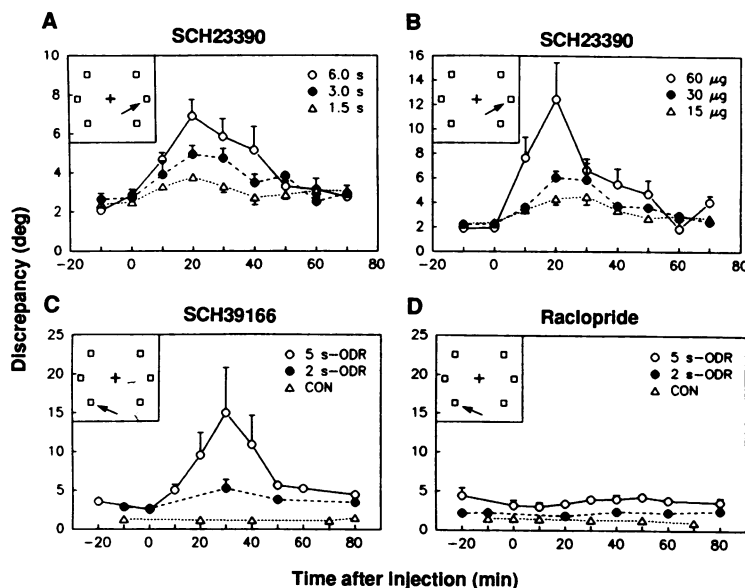 A
SCH23390
10
8
6
4
2
0
6.0 s
3.0 s
1.5 s
−20 0 20 40 60 80
B
SCH23390
16
14
12
10
8
6
4
2
0
60 μg
30 μg
15 μg
−20 0 20 40 60 80
Discrepancy (deg)
C
SCH39166
25
20
15
10
5
0
5 s−ODR
2 s−ODR
CON
−20 0 20 40 60 80
D
Raclopride
25
20
15
10
5
0
5 s−ODR
2 s−ODR
CON
−20 0 20 40 60 80
Time after Injection (min)